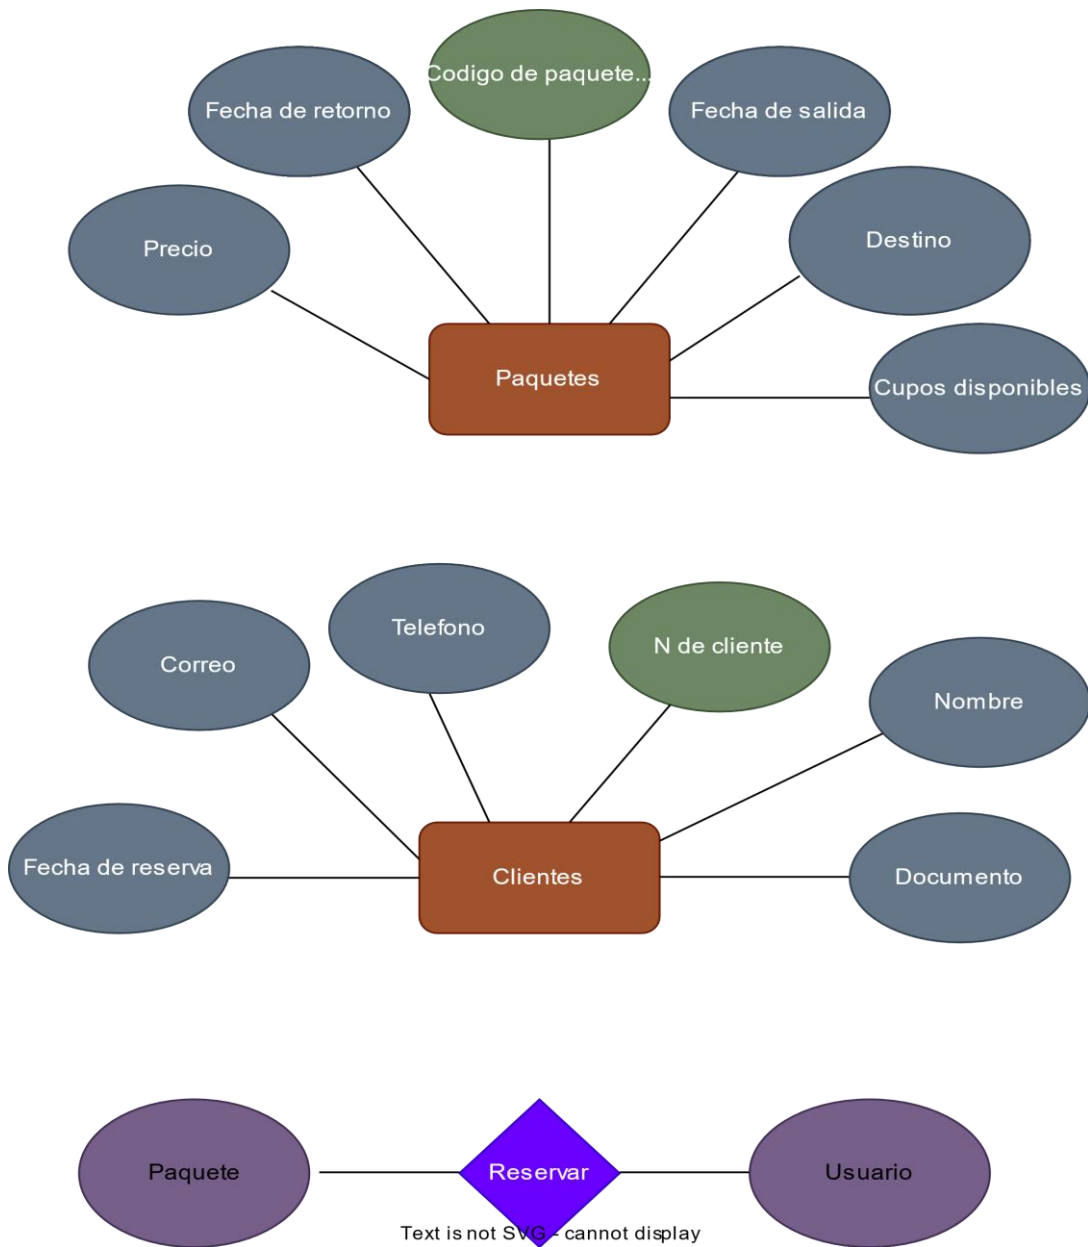 Codigo de paquete...
Fecha de retorno
Fecha de salida
Precio
Destino
Paquetes
Cupos disponibles
Telefono
N de cliente
Correo
Nombre
Fecha de reserva
Clientes
Documento
Paquete
Reservar
Usuario
Text is not SVG - cannot display